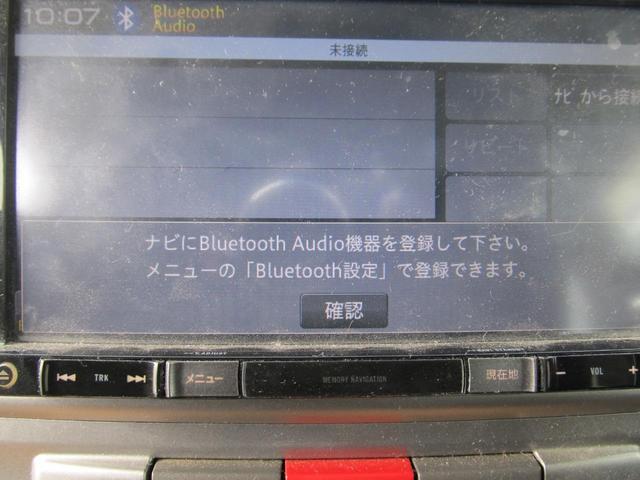 10:07 Bluetooth
Audio
未接続
リスト ナビから接続
リピート
ナビにBluetooth Audio機器を登録して下さい。
メニューの「Bluetooth設定」で登録できます。
確認
TRK メニュー MEMORY NAVIGATION 現在地 − VOL +